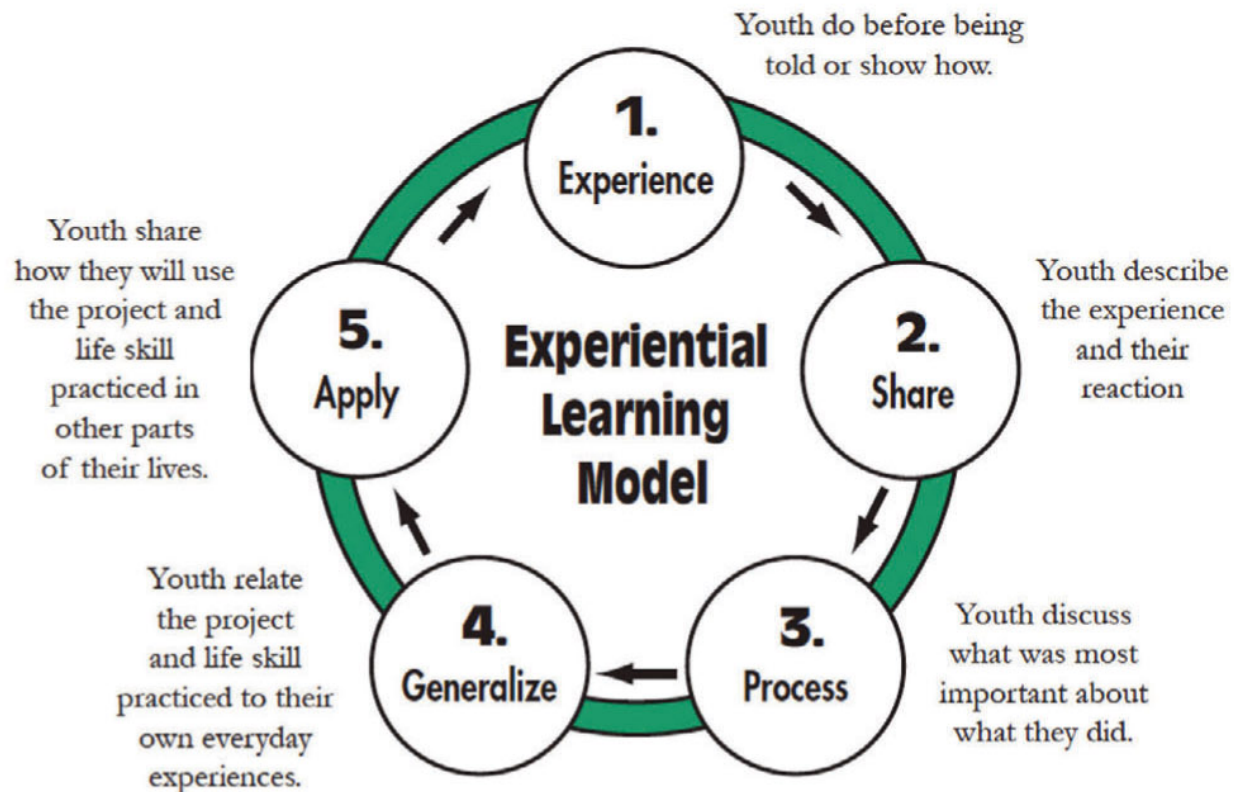 Youth do before being
told or show how.
1.
Experience
Youth describe
the experience
and their
reaction
2.
Share
Youth discuss
what was most
important about
what they did.
3.
Process
Youth relate
the project
and life skill
practiced to their
own everyday
experiences.
4.
Generalize
Youth share
how they will use
the project and
life skill
practiced in
other parts
of their lives.
5.
Apply
Experiential
Learning
Model